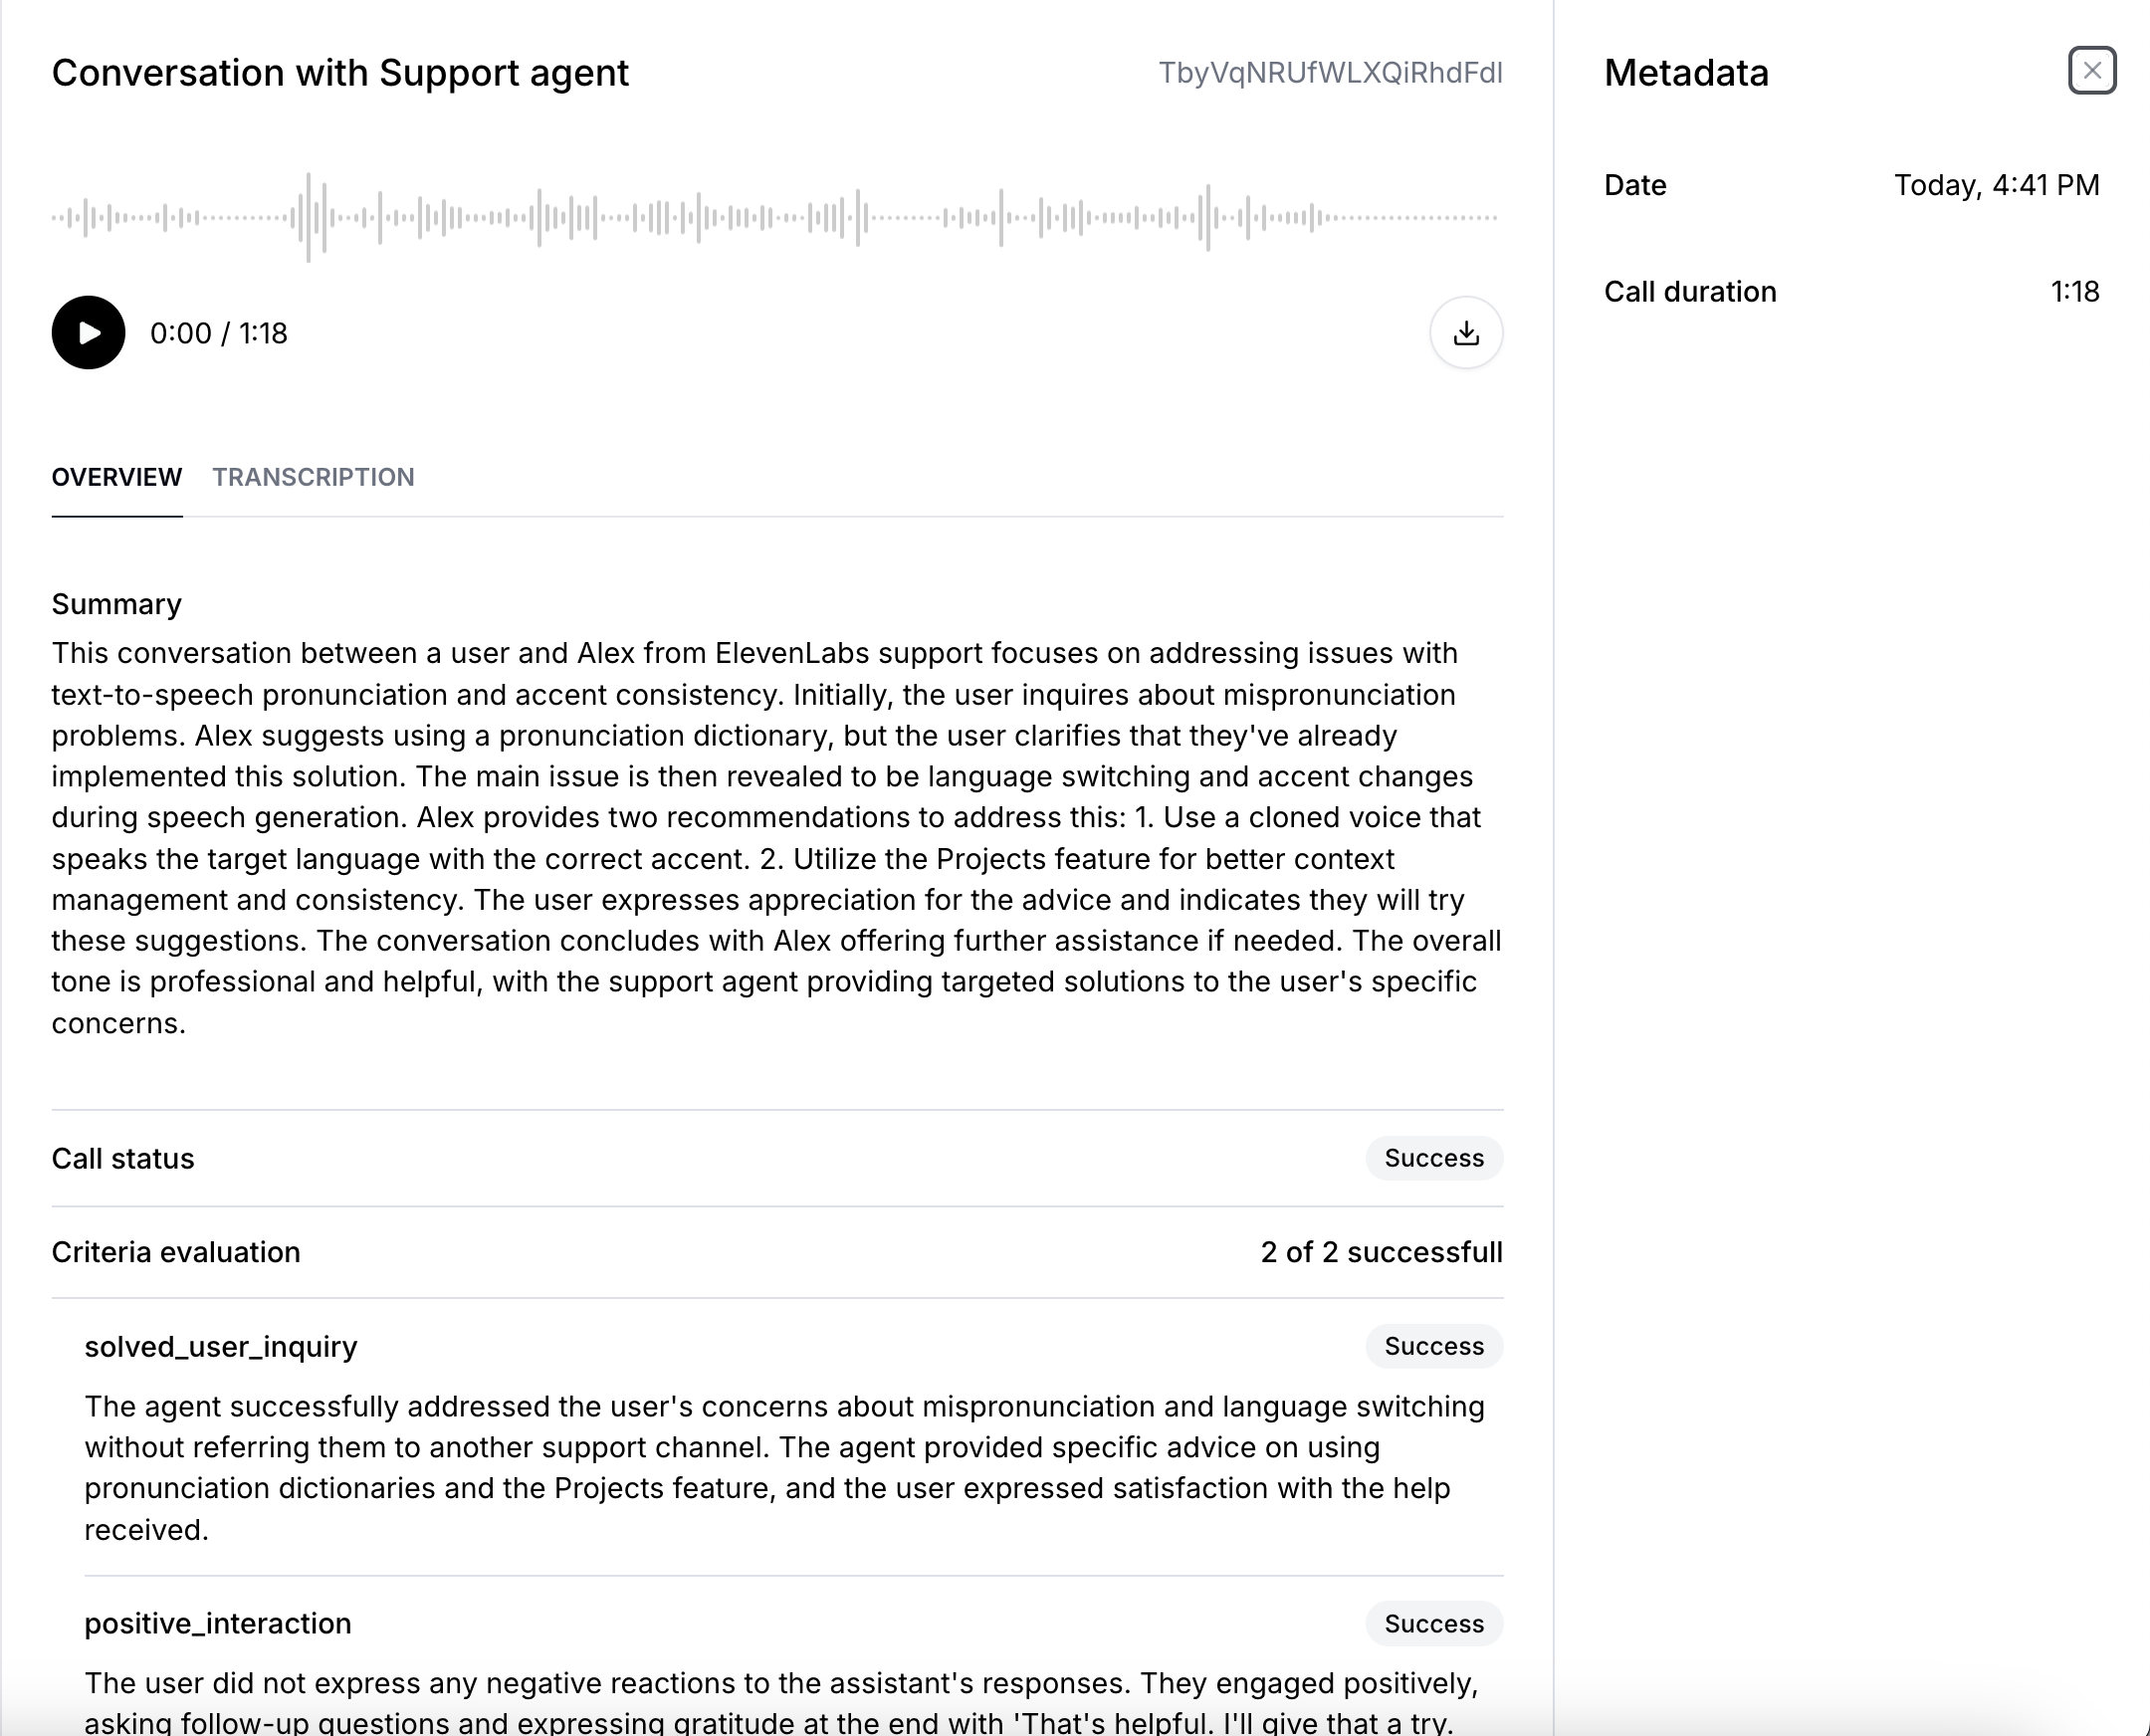 Conversation with Support agent
TbyVqNRUfWLXQiRhdFdl
0:00 / 1:18
OVERVIEW TRANSCRIPTION
Summary
This conversation between a user and Alex from ElevenLabs support focuses on addressing issues with
text-to-speech pronunciation and accent consistency. Initially, the user inquires about mispronunciation
problems. Alex suggests using a pronunciation dictionary, but the user clarifies that they've already
implemented this solution. The main issue is then revealed to be language switching and accent changes
during speech generation. Alex provides two recommendations to address this: 1. Use a cloned voice that
speaks the target language with the correct accent. 2. Utilize the Projects feature for better context
management and consistency. The user expresses appreciation for the advice and indicates they will try
these suggestions. The conversation concludes with Alex offering further assistance if needed. The overall
tone is professional and helpful, with the support agent providing targeted solutions to the user's specific
concerns.
Call status Success
Criteria evaluation 2 of 2 successfull
solved_user_inquiry Success
The agent successfully addressed the user's concerns about mispronunciation and language switching
without referring them to another support channel. The agent provided specific advice on using
pronunciation dictionaries and the Projects feature, and the user expressed satisfaction with the help
received.
positive_interaction Success
The user did not express any negative reactions to the assistant's responses. They engaged positively,
asking follow-up questions and expressing gratitude at the end with 'That's helpful. I'll give that a try.
Metadata
Date Today, 4:41 PM
Call duration 1:18